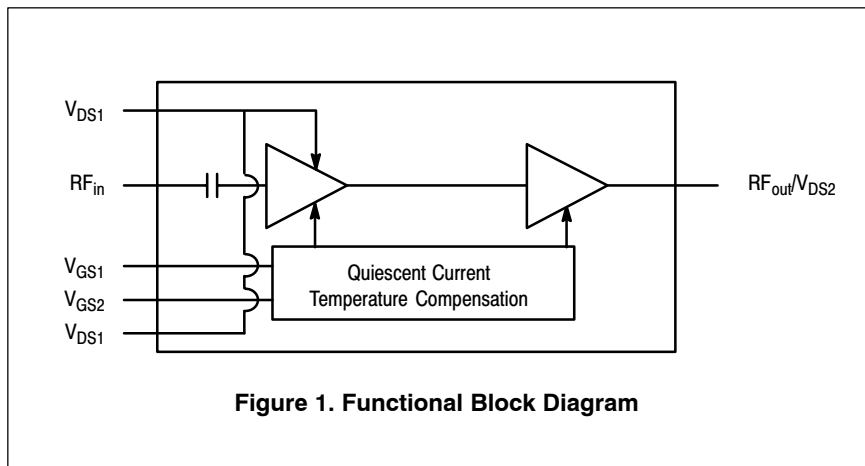 VDS1
RFin
RFout/VDS2
VGS1
Quiescent Current
VGS2
Temperature Compensation
VDS1
Figure 1. Functional Block Diagram